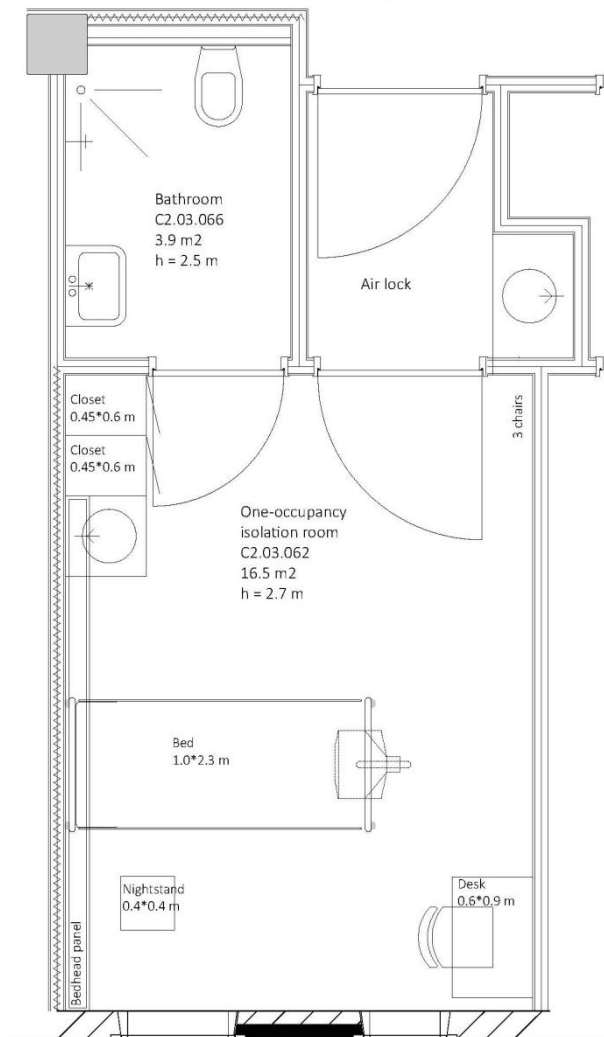 Bathroom
C2.03.066
3.9 m2
h = 2.5 m
Air lock
Closet
0.45*0.6 m
Closet
0.45*0.6 m
3 chairs
One-occupancy
isolation room
C2.03.062
16.5 m2
h = 2.7 m
Bed
1.0*2.3 m
Nightstand
0.4*0.4 m
Desk
0.6*0.9 m
Bedhead panel